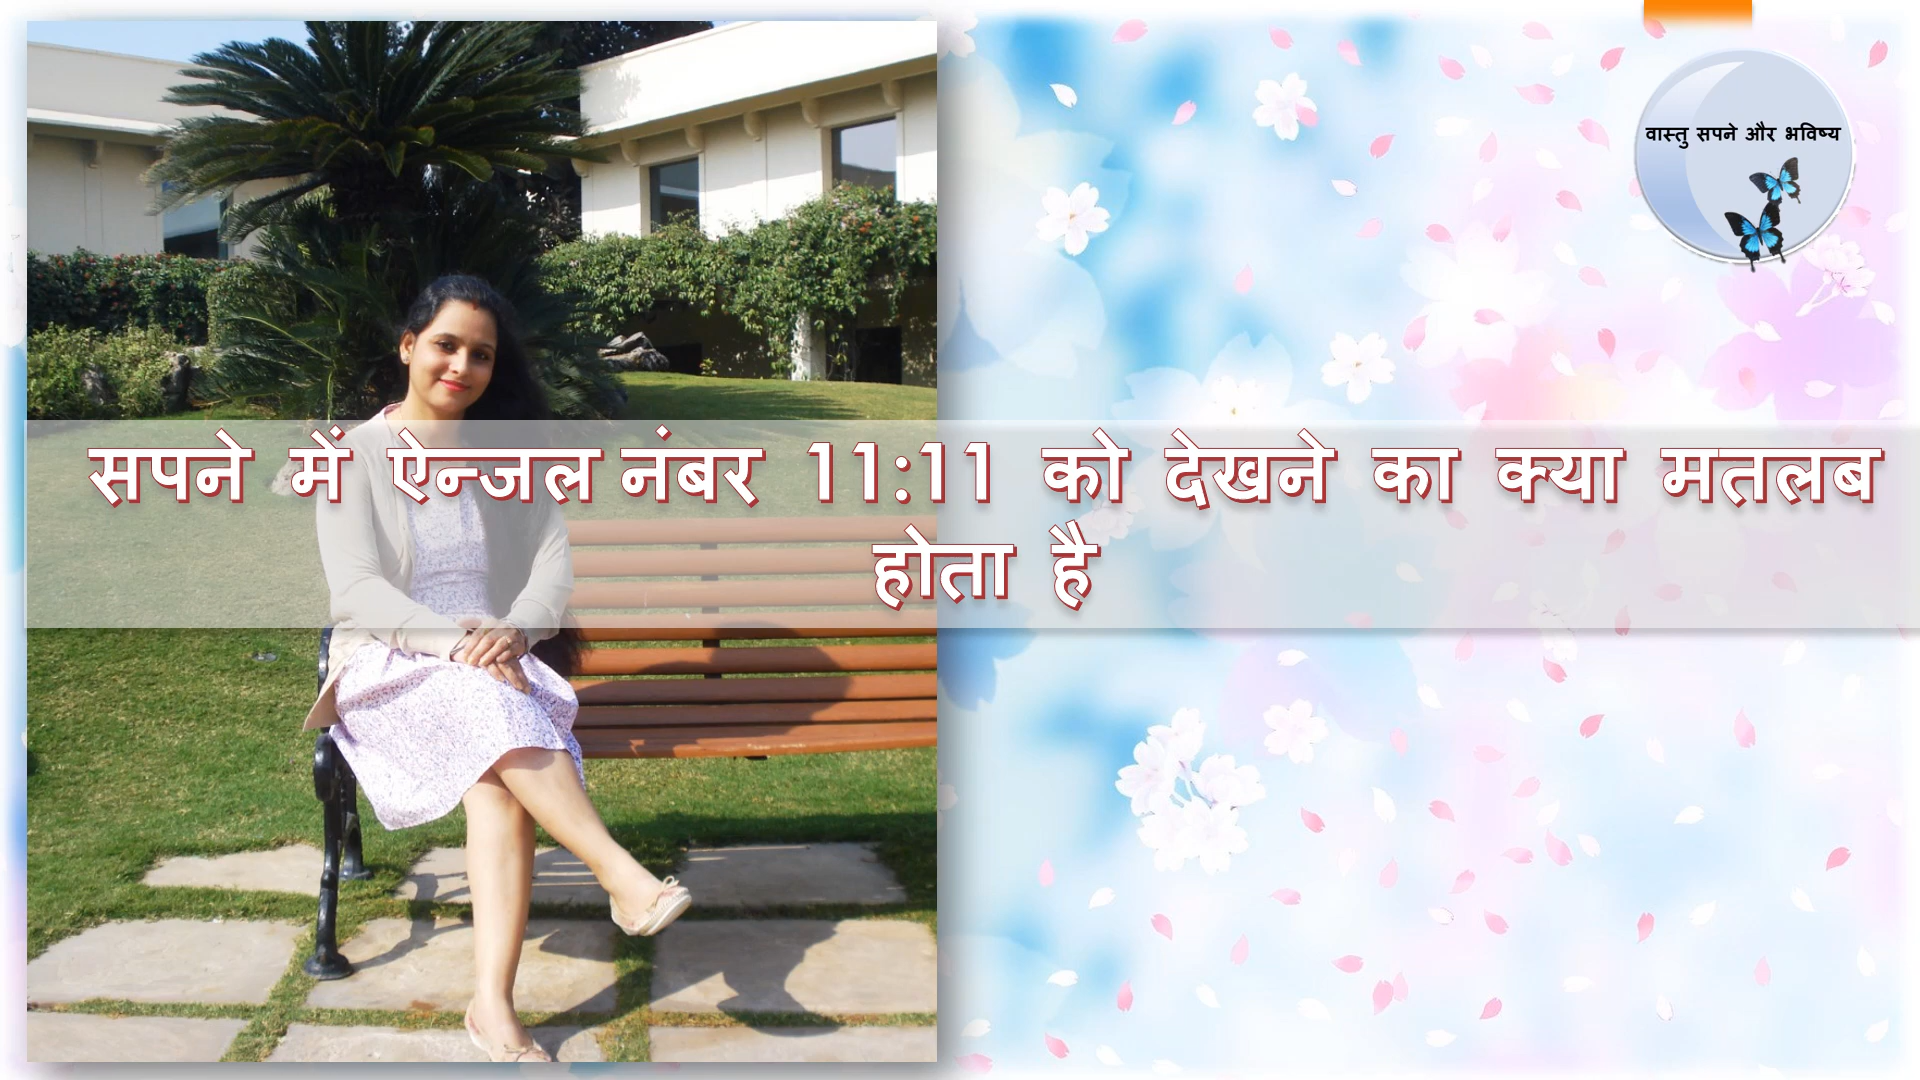 वास्तु सपने और भविष्य
सपने में ऐन्जल नंबर 11:11 को देखने का क्या मतलब
होता है